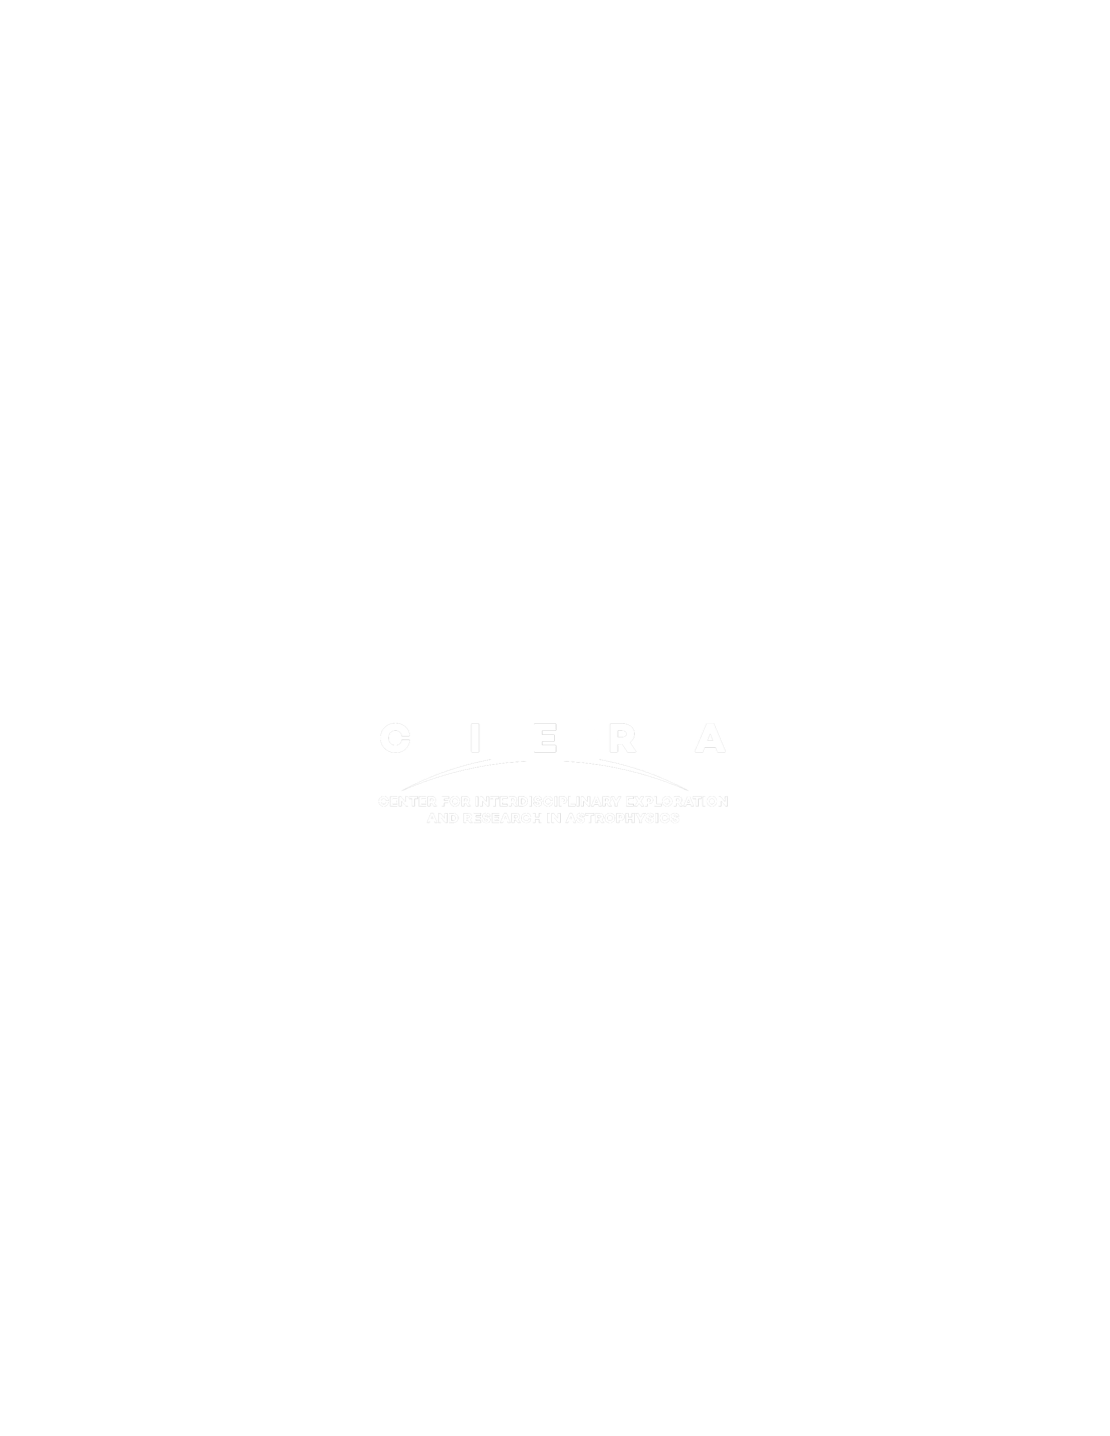 C I E R A
CENTER FOR INTERDISCIPLINARY EXPLORATION
AND RESEARCH IN ASTROPHYSICS